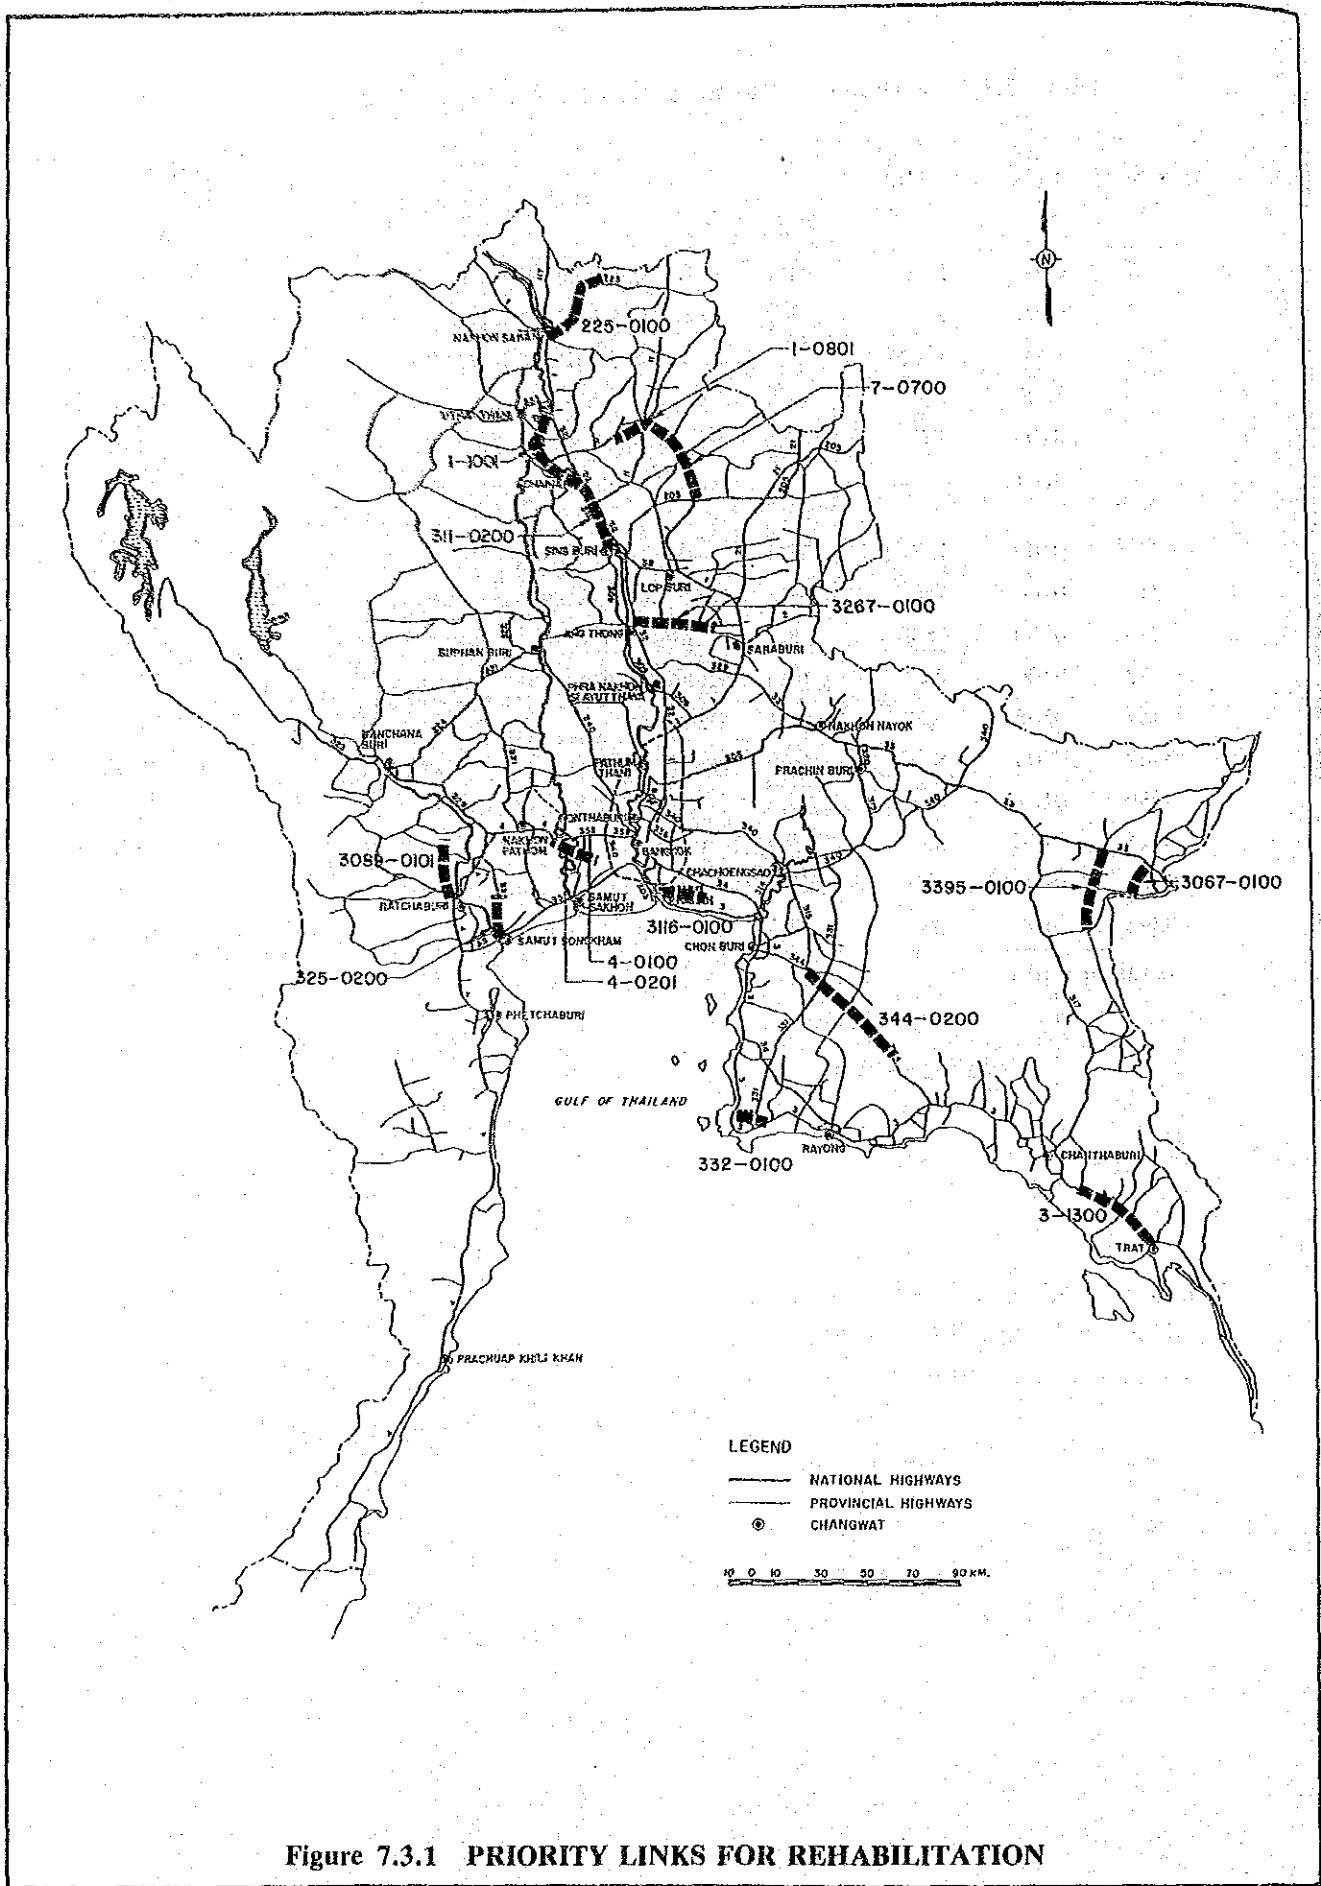 N
225
117
225-0100
NAKHON SAWAN
1-0801
7-0700
1-1001
311-0200
SING BURI
LOP BURI
3267-0100
ANG THONG
SARABURI
SUPHAN BURI
PHRA NAKHON
SI AYUTTHAYA
NAKHON NAYOK
KANCHANA
BURI
PATHUM
THANI
PRACHIN BURI
NONTHABURI
NAKHON
PATHOM
BANGKOK
CHACHOENGSAO
3089-0101
3395-0100
3067-0100
RATCHABURI
SAMUT
SAKHON
3116-0100
SAMUT SONGKHAM
CHON BURI
325-0200
4-0100
4-0201
344-0200
PHETCHABURI
GULF OF THAILAND
RAYONG
332-0100
CHANTHABURI
3-1300
TRAT
PRACHUAP KHILI KHAN
LEGEND
NATIONAL HIGHWAYS
PROVINCIAL HIGHWAYS
CHANGWAT
10 0 10 30 50 70 90 KM.
Figure 7.3.1 PRIORITY LINKS FOR REHABILITATION